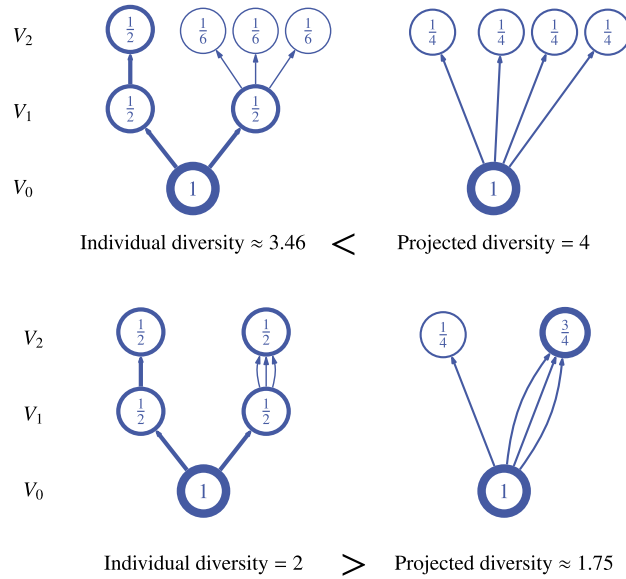 V₂ 1/2 1/6 1/6 1/6 1/4 1/4 1/4 1/4
V₁ 1/2 1/2
V₀ 1 1
Individual diversity ≈ 3.46 < Projected diversity = 4
V₂ 1/2 1/2 1/4 3/4
V₁ 1/2 1/2
V₀ 1 1
Individual diversity = 2 > Projected diversity ≈ 1.75